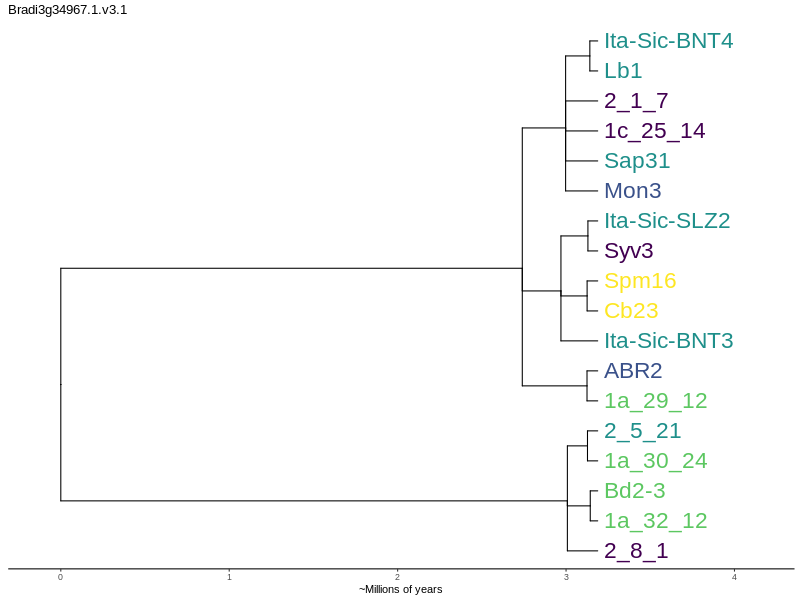 Bradi3g34967.1.v3.1
Ita-Sic-BNT4
Lb1
2_1_7
1c_25_14
Sap31
Mon3
Ita-Sic-SLZ2
Syv3
Spm16
Cb23
Ita-Sic-BNT3
ABR2
1a_29_12
2_5_21
1a_30_24
Bd2-3
1a_32_12
2_8_1
0 1 2 3 4
~Millions of years